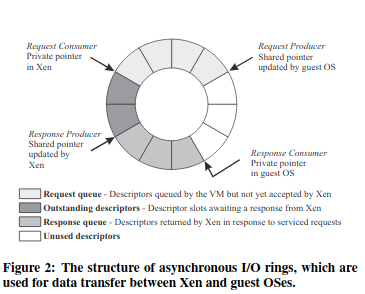 Request Consumer
Private pointer
in Xen
Request Producer
Shared pointer
updated by guest OS
Response Producer
Shared pointer
updated by
Xen
Response Consumer
Private pointer
in guest OS
Request queue - Descriptors queued by the VM but not yet accepted by Xen
Outstanding descriptors - Descriptor slots awaiting a response from Xen
Response queue - Descriptors returned by Xen in response to serviced requests
Unused descriptors
Figure 2: The structure of asynchronous I/O rings, which are
used for data transfer between Xen and guest OSes.